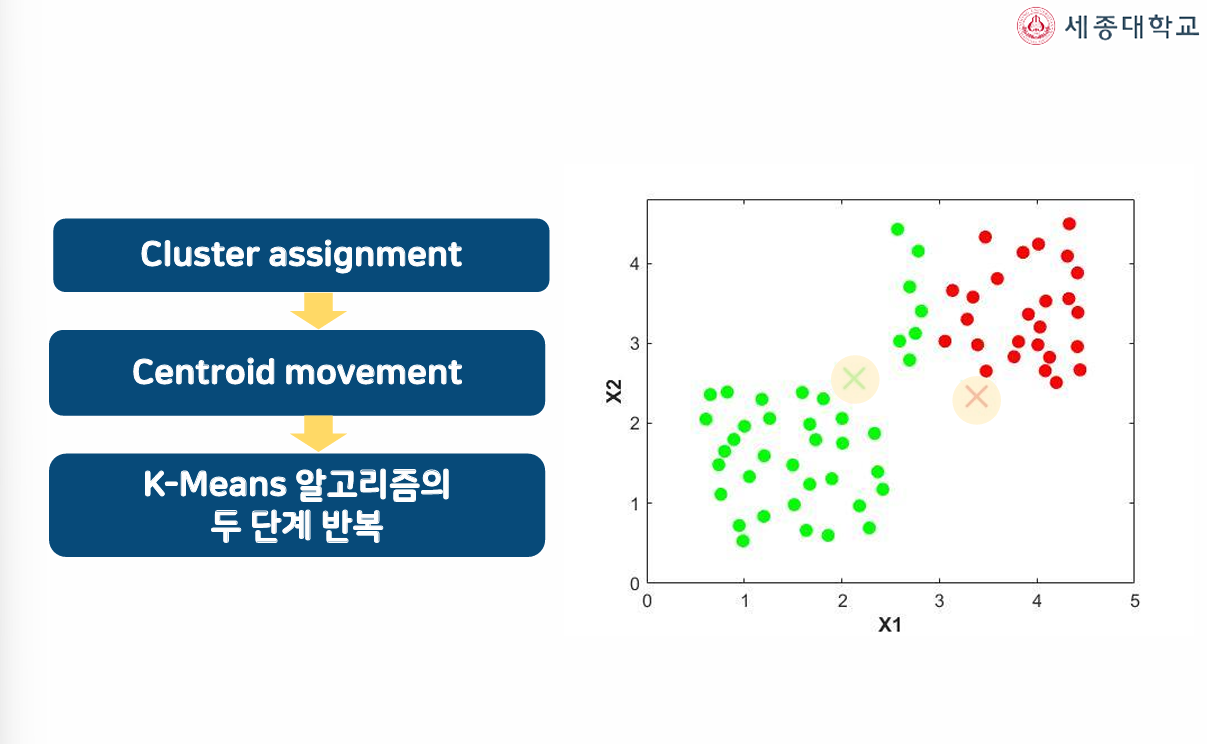 세종대학교
Cluster assignment
Centroid movement
K-Means 알고리즘의
두 단계 반복
4
3
X2
2
1
0
0 1 2 3 4 5
X1